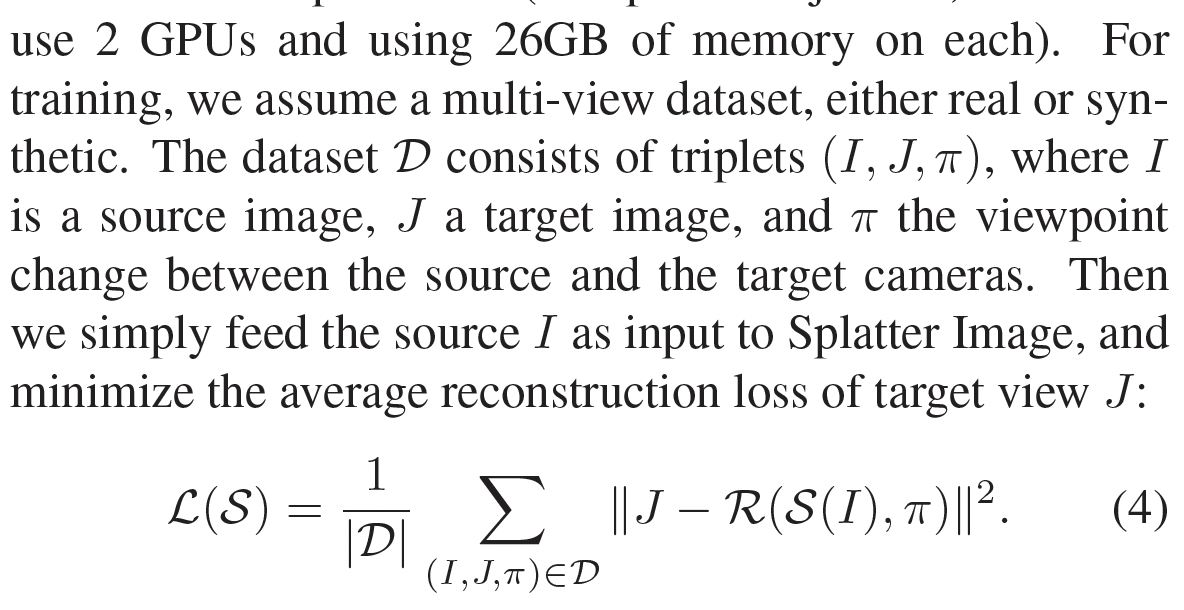 use 2 GPUs and using 26GB of memory on each). For
training, we assume a multi-view dataset, either real or syn-
thetic. The dataset 𝒟 consists of triplets (I, J, π), where I
is a source image, J a target image, and π the viewpoint
change between the source and the target cameras. Then
we simply feed the source I as input to Splatter Image, and
minimize the average reconstruction loss of target view J:
ℒ(𝒮) = 1/|𝒟| ∑_{(I,J,π)∈𝒟} ‖J − ℛ(𝒮(I), π)‖². (4)